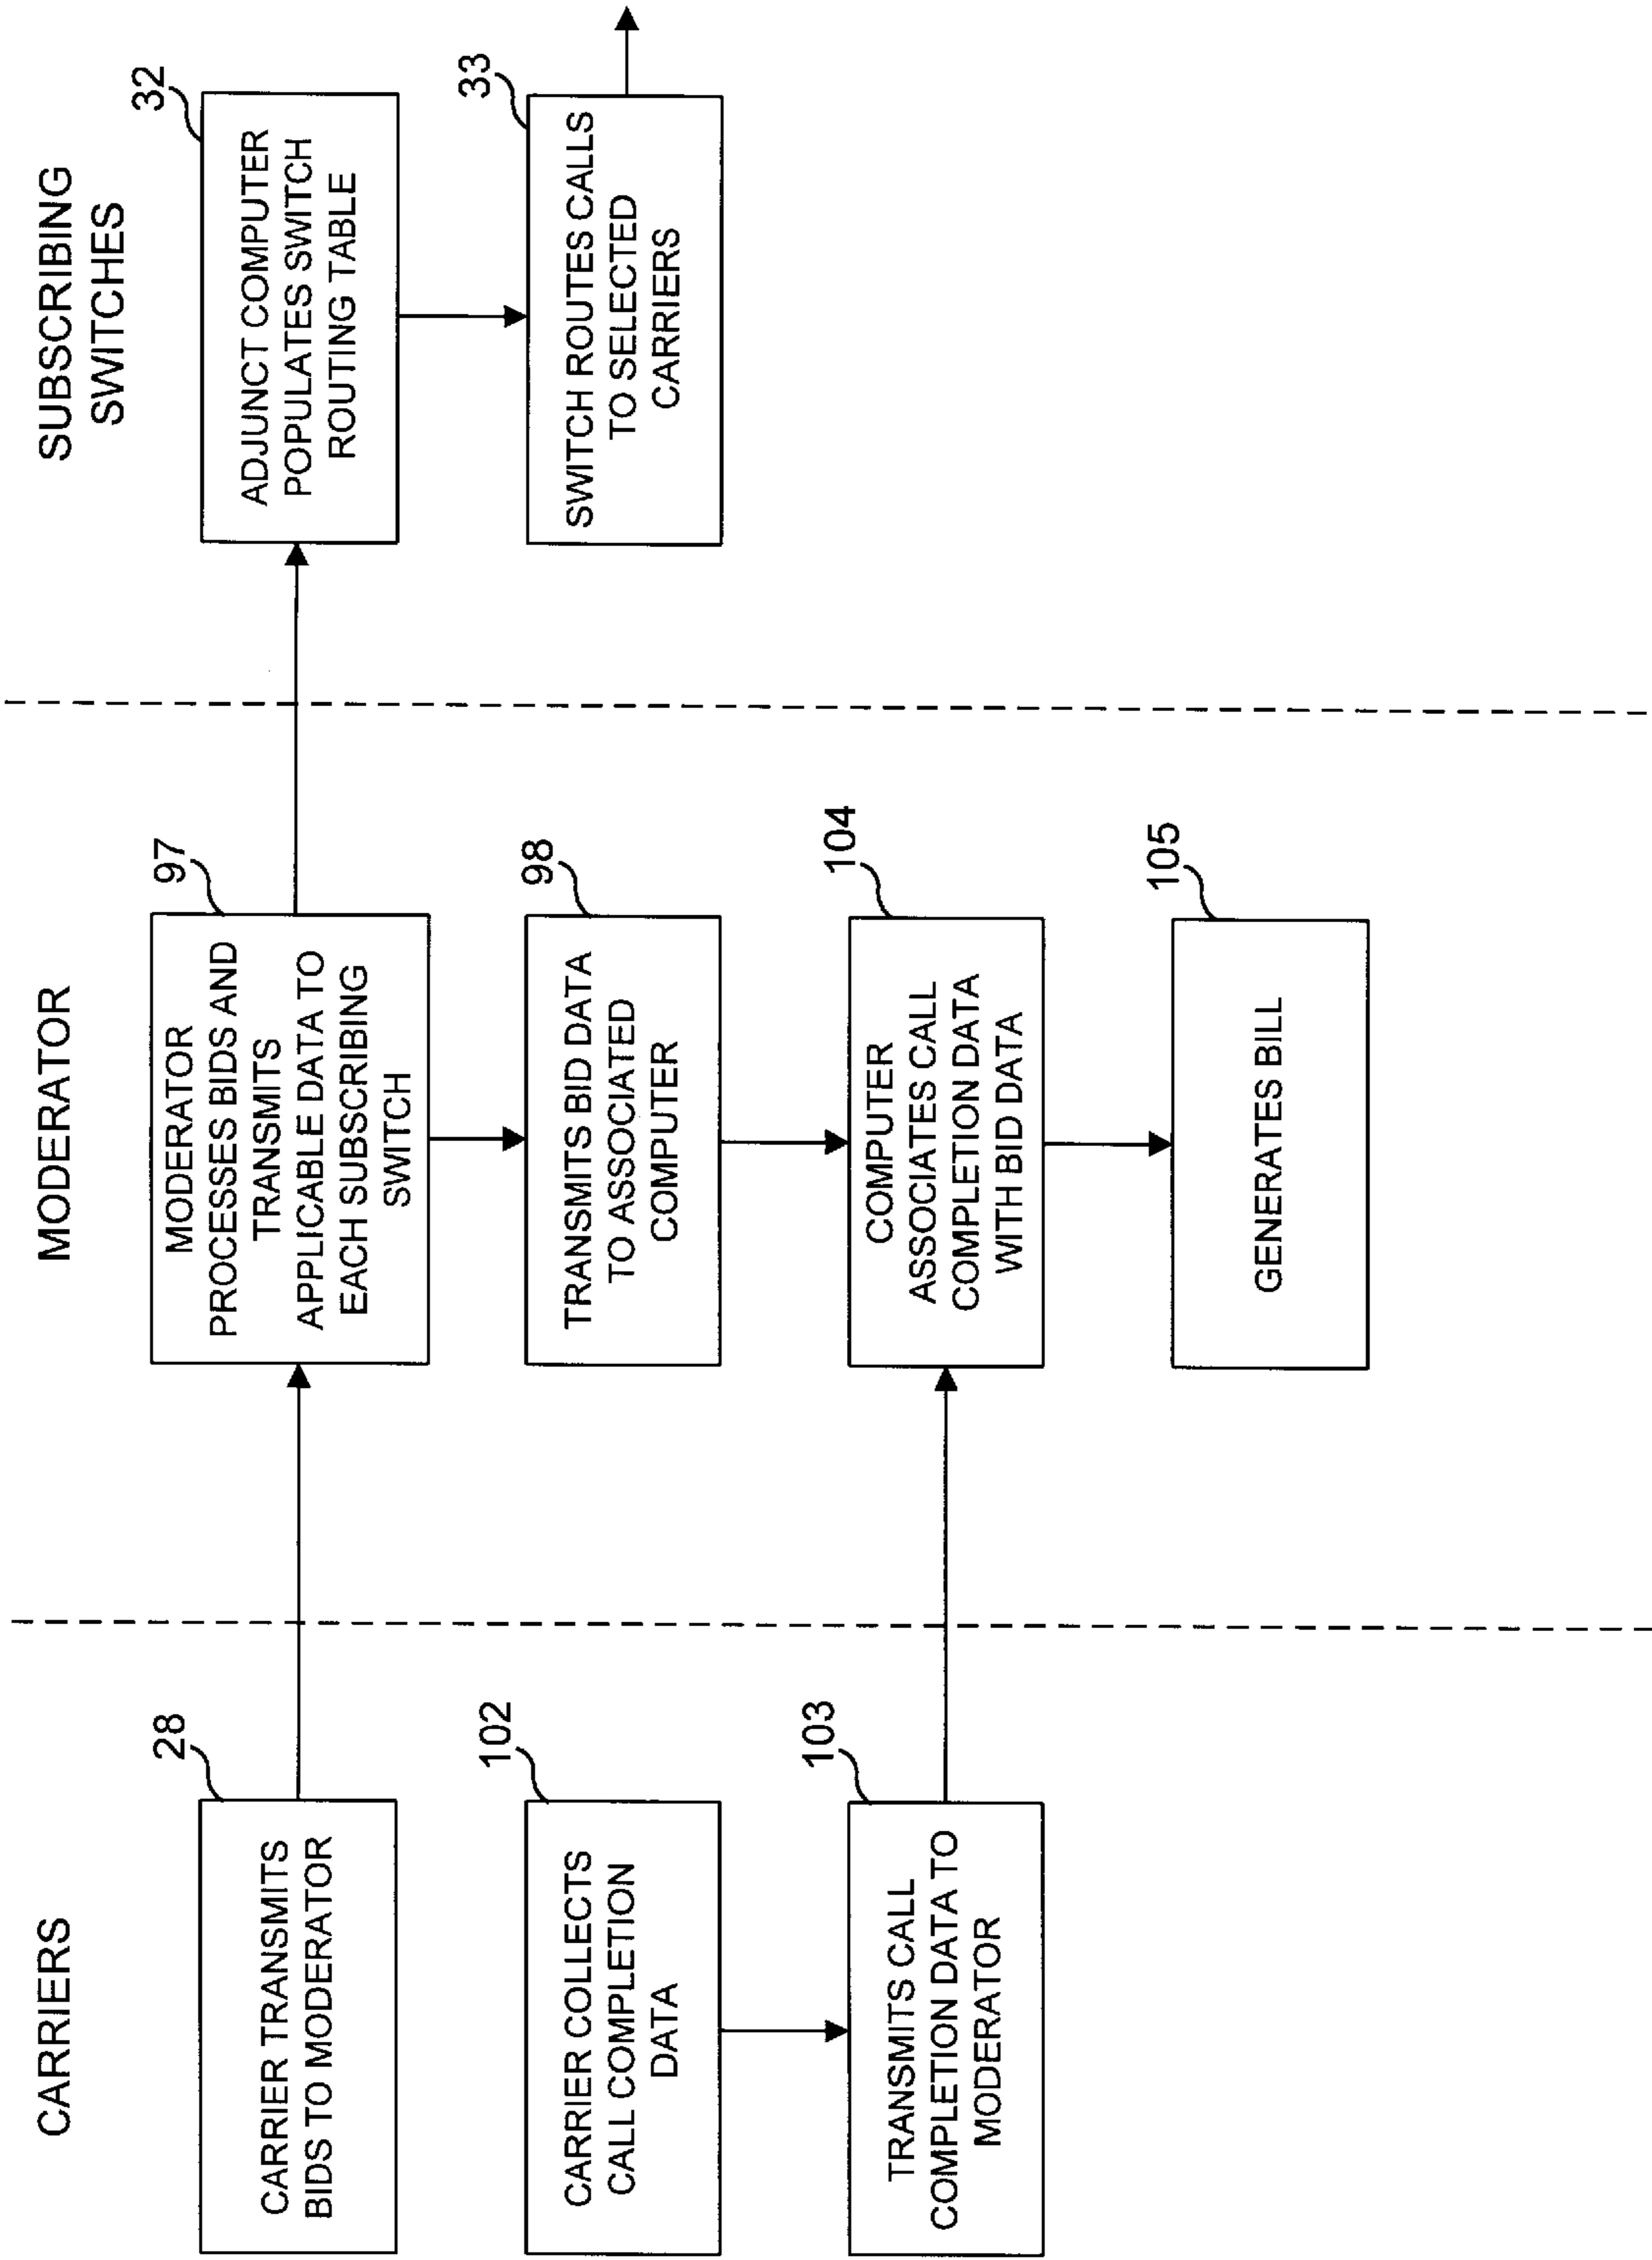 CARRIERS
28
CARRIER TRANSMITS
BIDS TO MODERATOR
102
CARRIER COLLECTS
CALL COMPLETION
DATA
103
TRANSMITS CALL
COMPLETION DATA TO
MODERATOR
MODERATOR
97
MODERATOR
PROCESSES BIDS AND
TRANSMITS
APPLICABLE DATA TO
EACH SUBSCRIBING
SWITCH
98
TRANSMITS BID DATA
TO ASSOCIATED
COMPUTER
104
COMPUTER
ASSOCIATES CALL
COMPLETION DATA
WITH BID DATA
105
GENERATES BILL
SUBSCRIBING
SWITCHES
32
ADJUNCT COMPUTER
POPULATES SWITCH
ROUTING TABLE
33
SWITCH ROUTES CALLS
TO SELECTED
CARRIERS